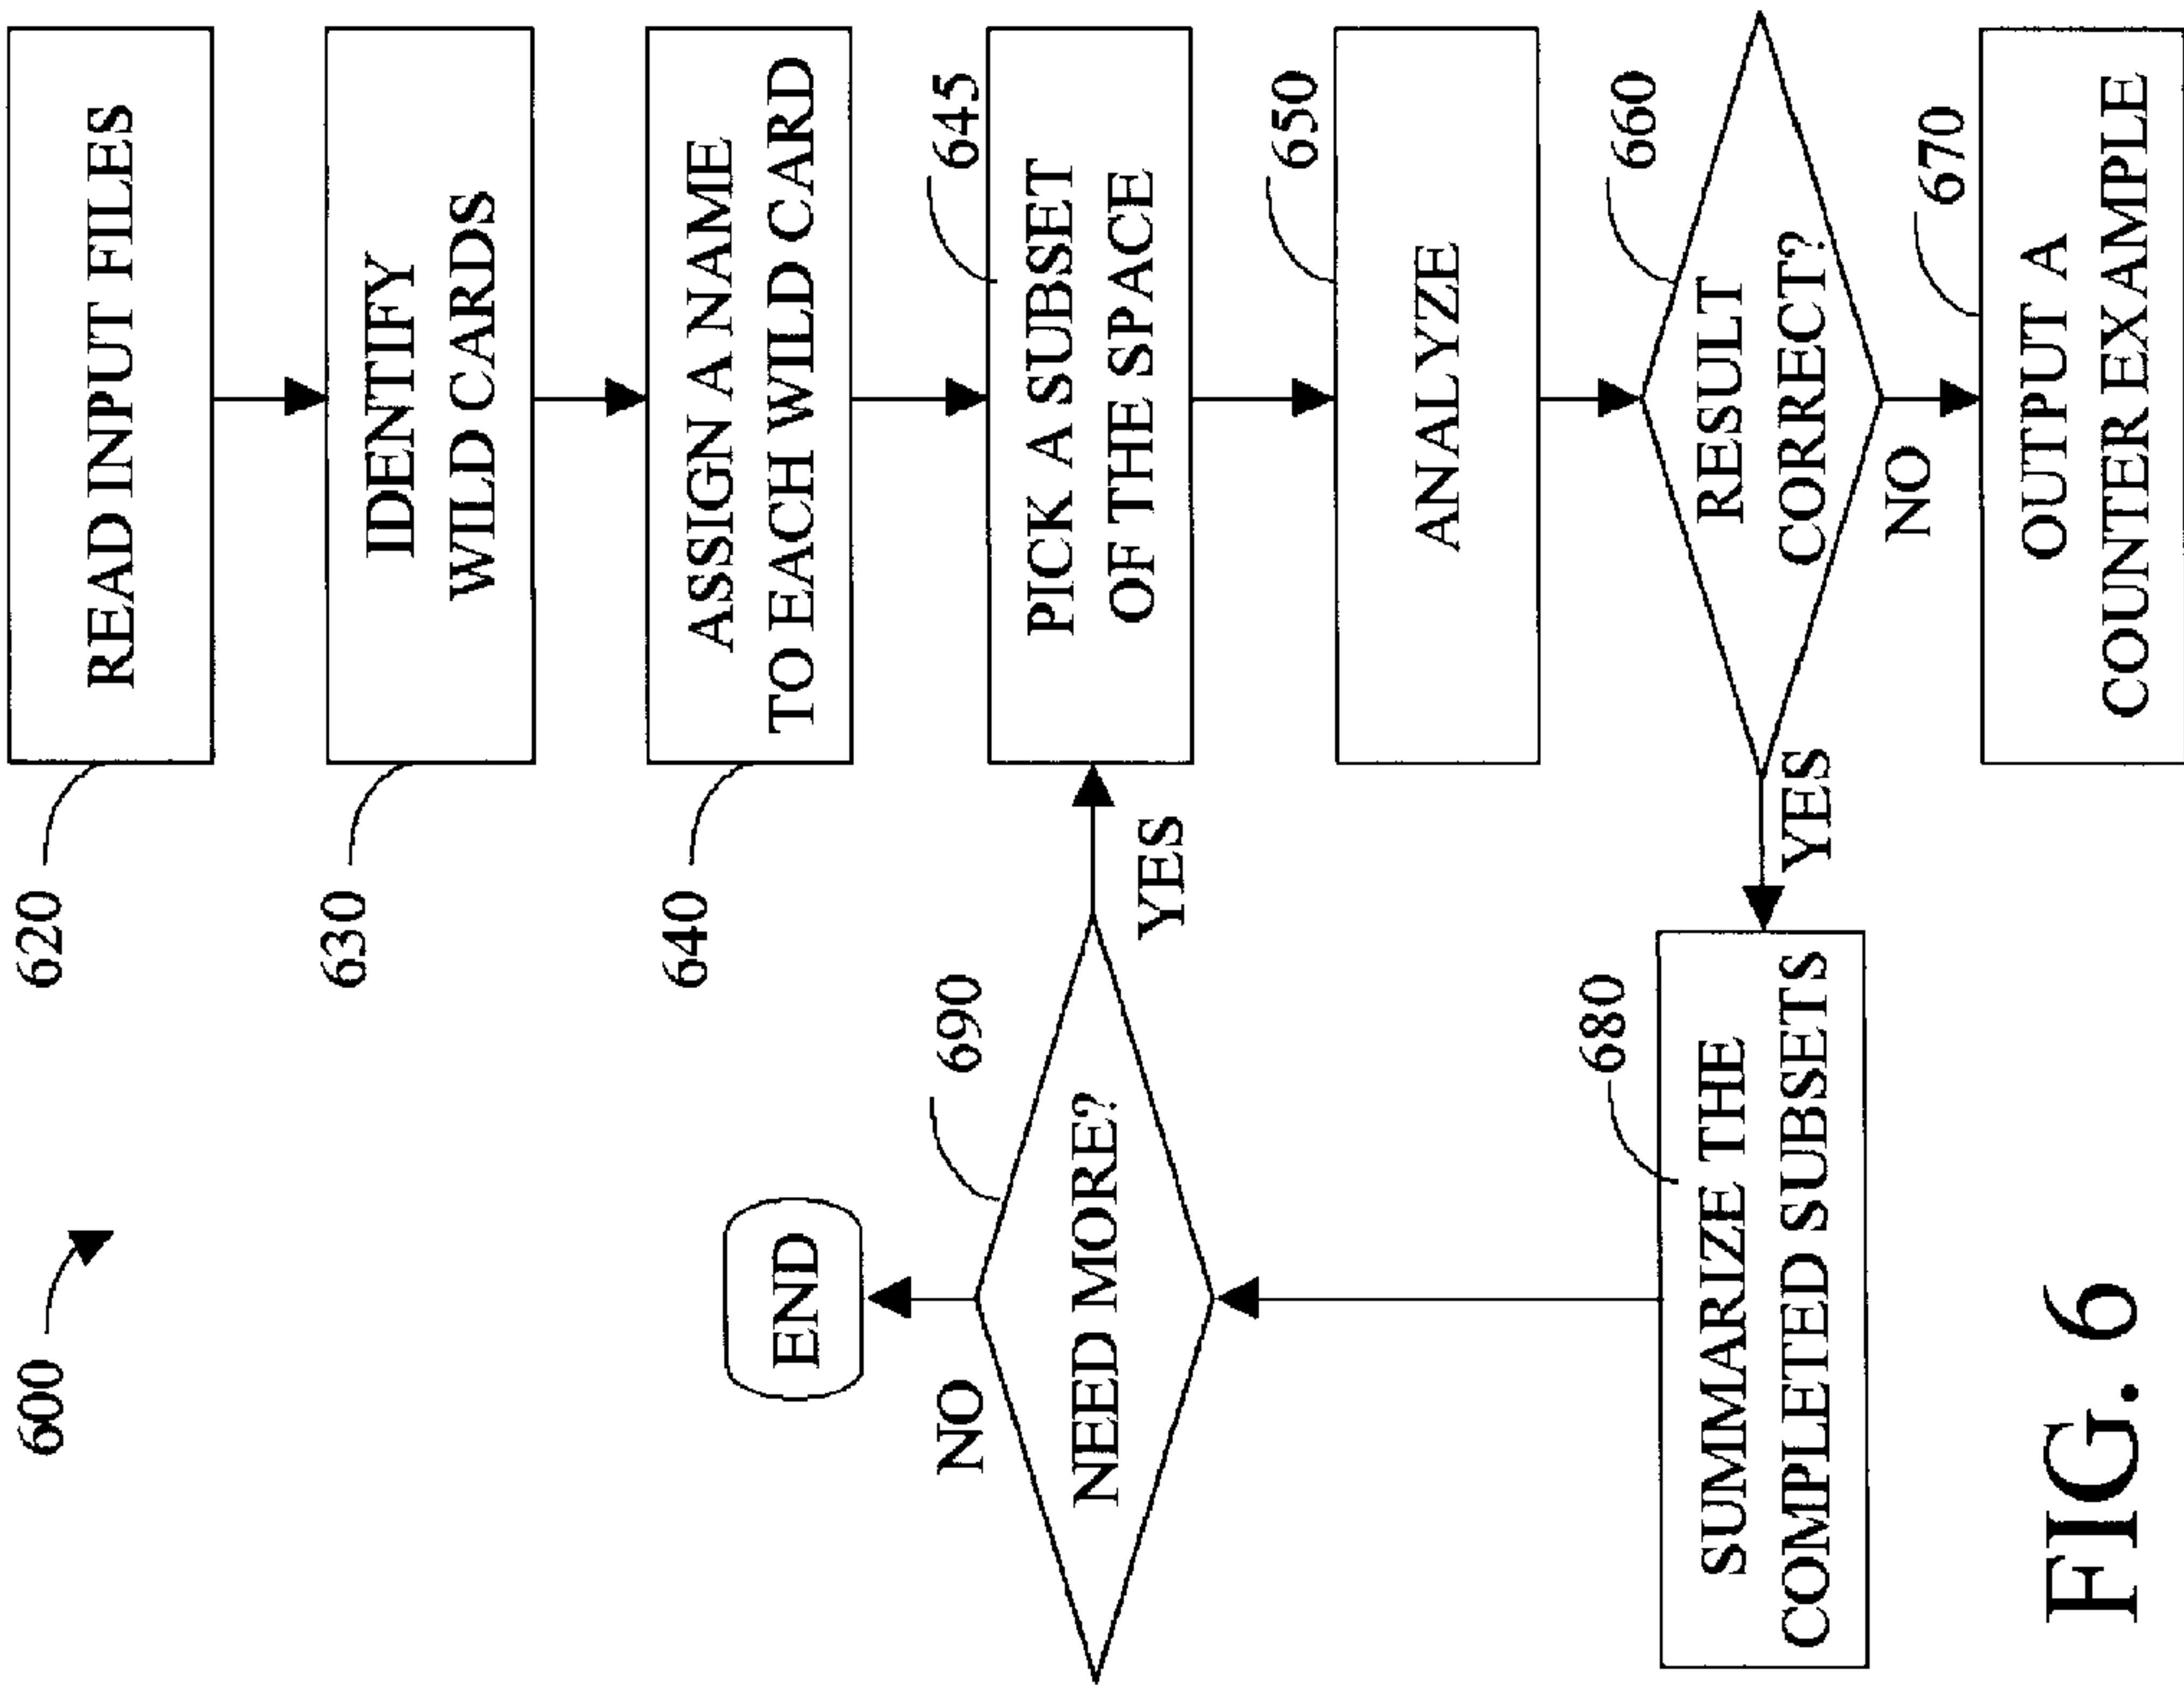 600
620
READ INPUT FILES
630
IDENTIFY
WILD CARDS
640
ASSIGN A NAME
TO EACH WILD CARD
645
PICK A SUBSET
OF THE SPACE
650
ANALYZE
660
RESULT
CORRECT?
NO
YES
670
OUTPUT A
COUNTER EXAMPLE
680
SUMMARIZE THE
COMPLETED SUBSETS
690
NEED MORE?
YES
NO
END
FIG. 6